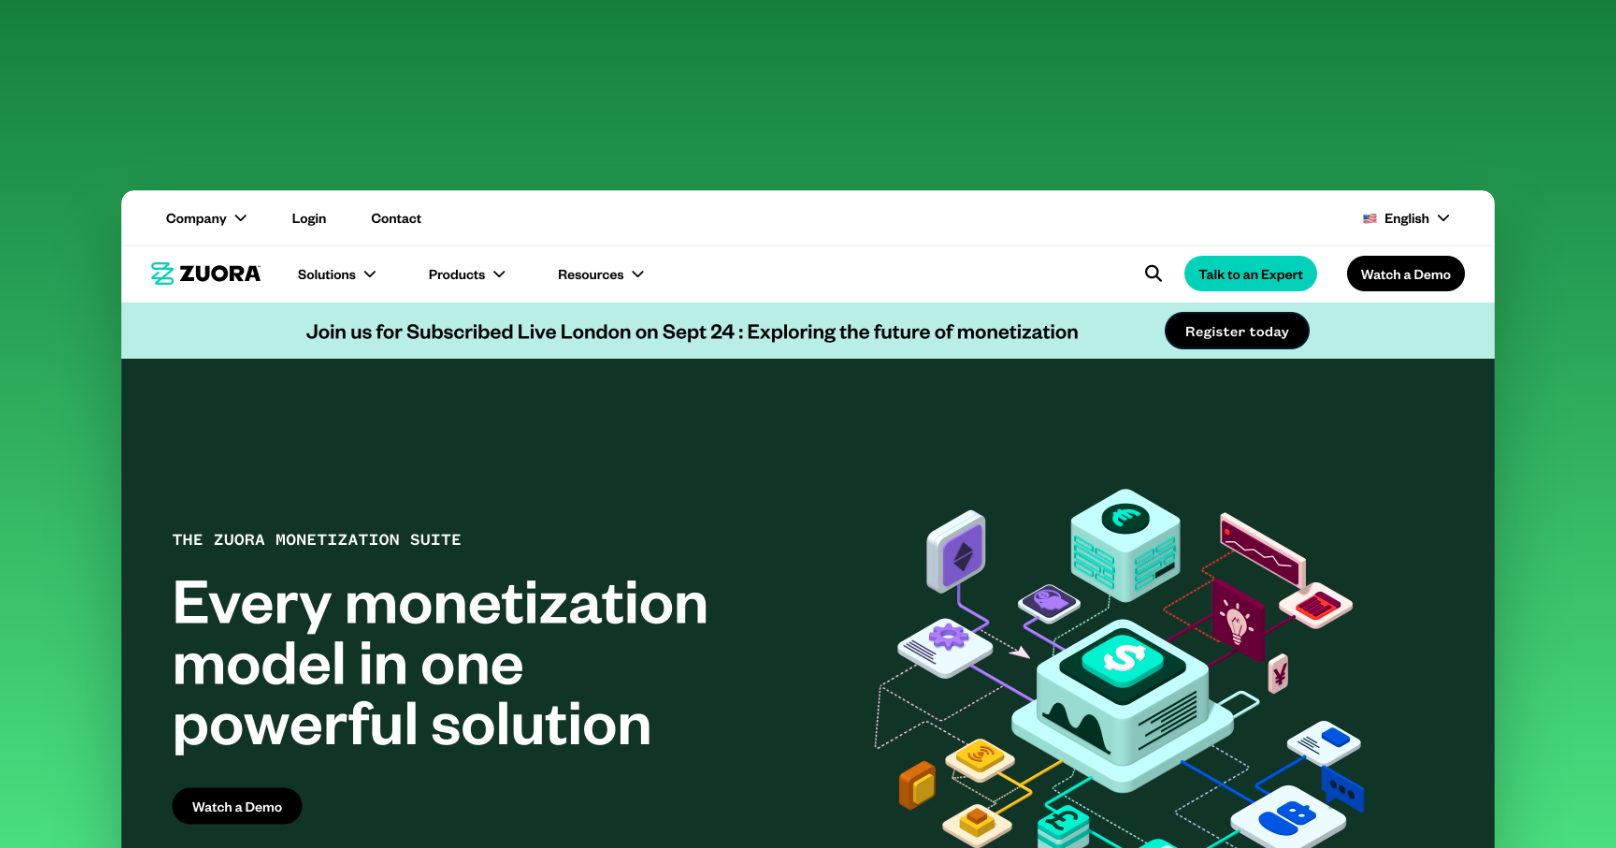 Company Login Contact English
ZUORA Solutions Products Resources Talk to an Expert Watch a Demo
Join us for Subscribed Live London on Sept 24 : Exploring the future of monetization Register today
THE ZUORA MONETIZATION SUITE
Every monetization
model in one
powerful solution
Watch a Demo